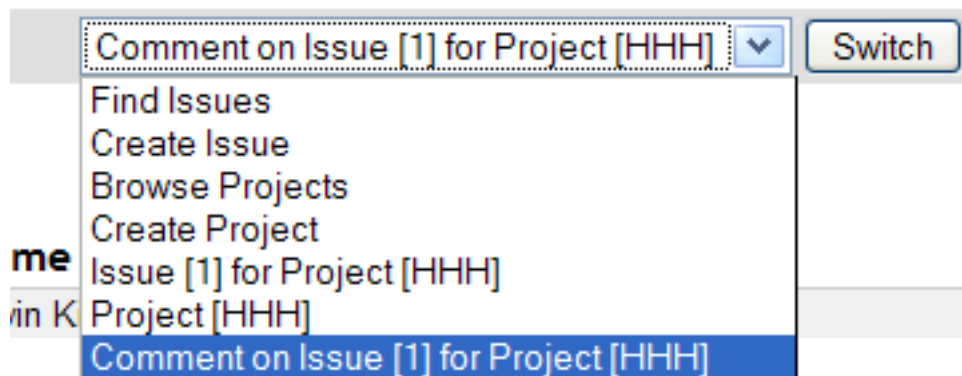 Comment on Issue [1] for Project [HHH] Switch
Find Issues
Create Issue
Browse Projects
Create Project
me
Issue [1] for Project [HHH]
vin K Project [HHH]
Comment on Issue [1] for Project [HHH]